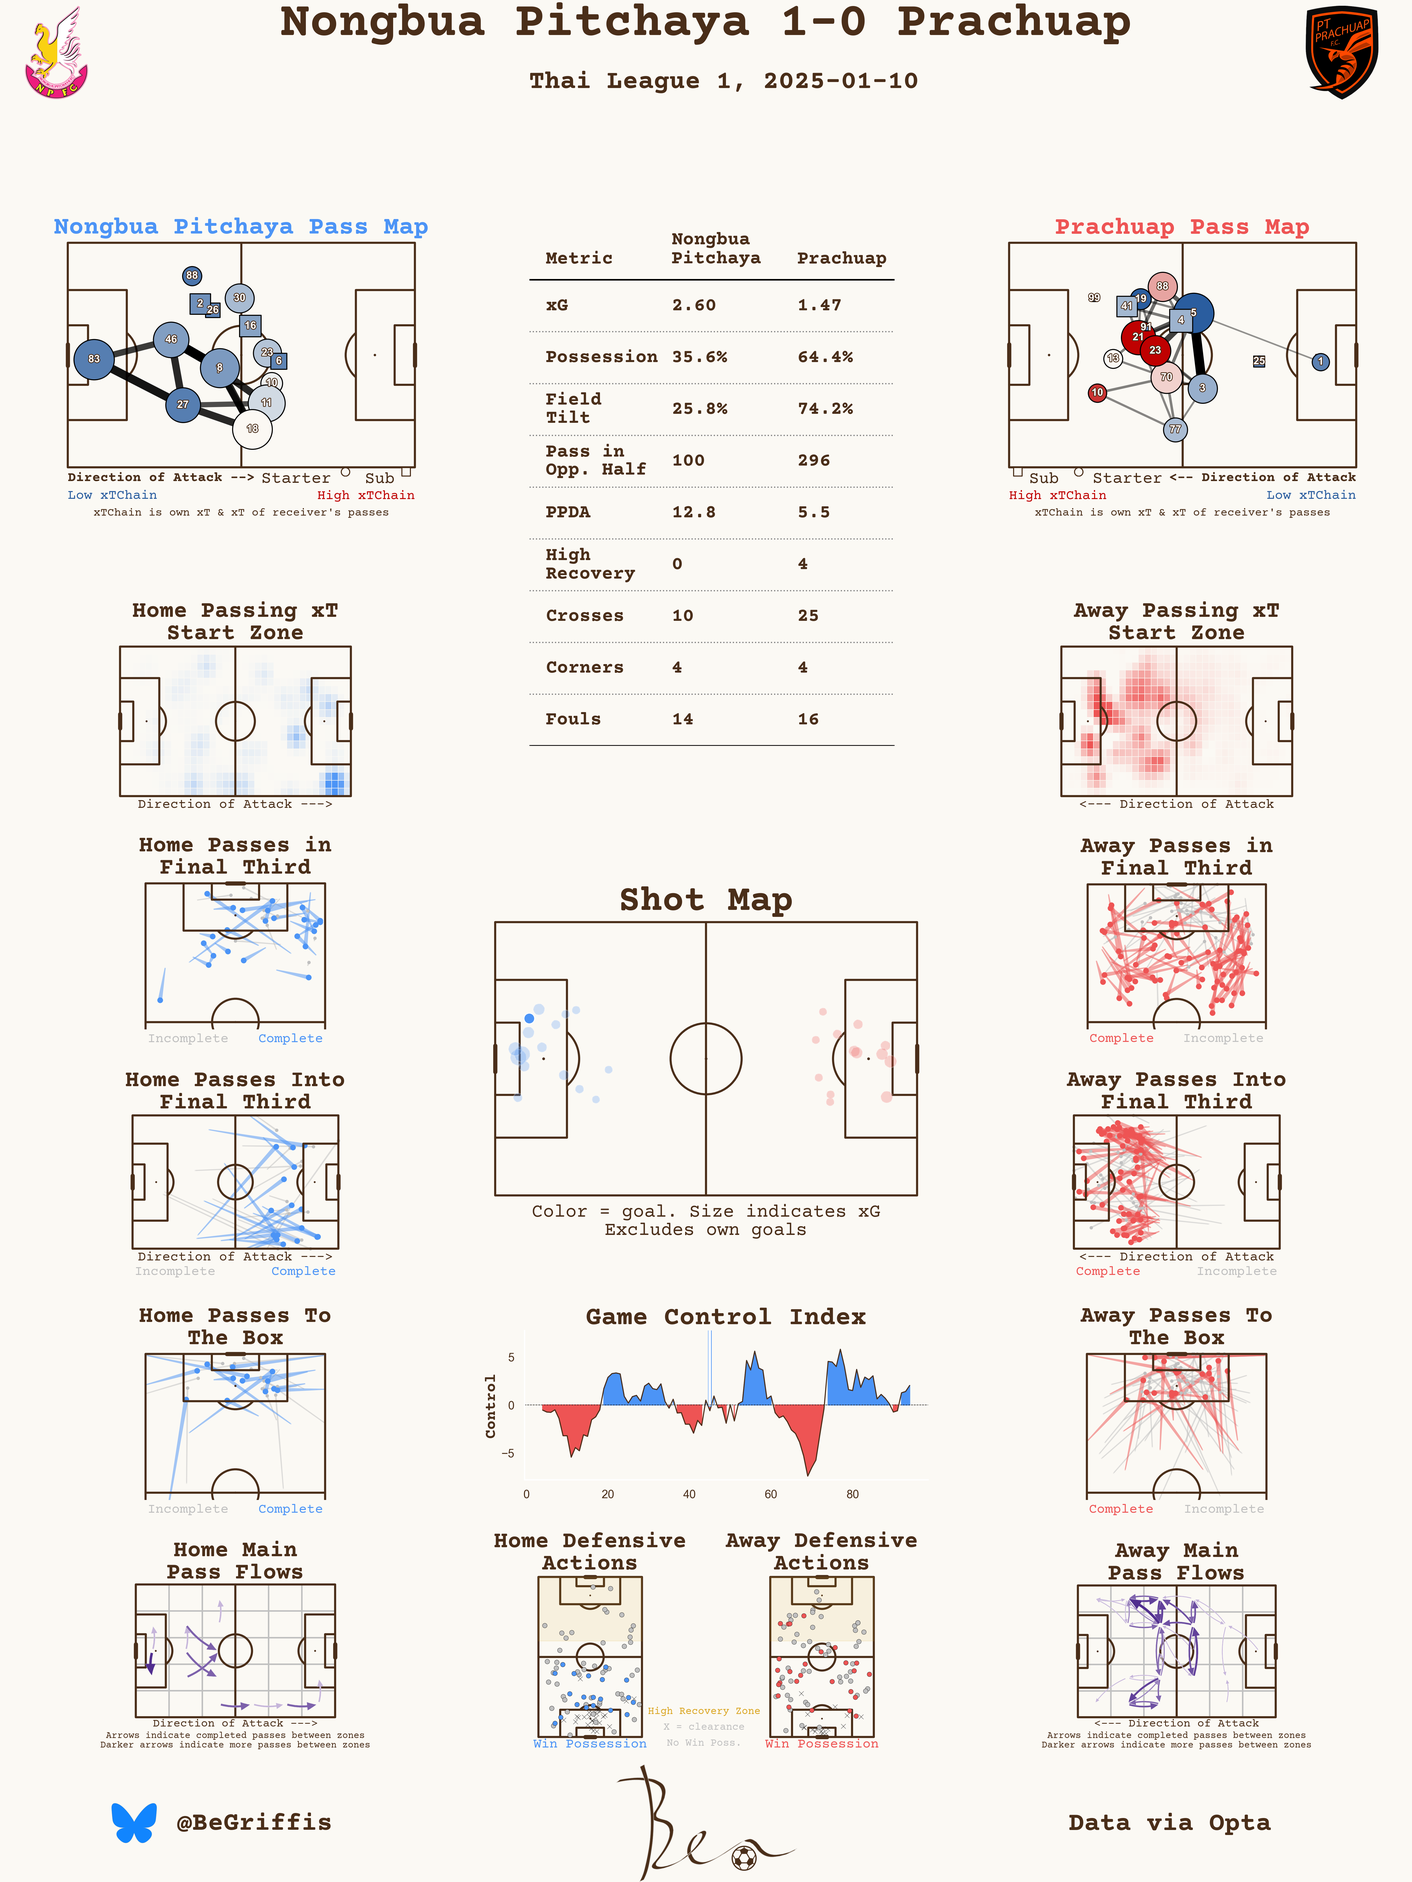 Nongbua Pitchaya 1-0 Prachuap
Thai League 1, 2025-01-10
N P F C
PT
PRACHUAP
F.C.
Nongbua Pitchaya Pass Map
88
2
26
30
16
46
83
8
23
6
10
27
11
18
Direction of Attack --> Starter Sub
Low xTChain High xTChain
xTChain is own xT & xT of receiver's passes
Metric Nongbua Pitchaya Prachuap
xG 2.60 1.47
Possession 35.6% 64.4%
Field Tilt 25.8% 74.2%
Pass in Opp. Half 100 296
PPDA 12.8 5.5
High Recovery 0 4
Crosses 10 25
Corners 4 4
Fouls 14 16
Prachuap Pass Map
88
99
19
41
5
4
91
21
23
13
25
1
70
10
3
77
Sub Starter <-- Direction of Attack
High xTChain Low xTChain
xTChain is own xT & xT of receiver's passes
Home Passing xT
Start Zone
Direction of Attack --->
Away Passing xT
Start Zone
<--- Direction of Attack
Home Passes in
Final Third
Incomplete Complete
Away Passes in
Final Third
Complete Incomplete
Shot Map
Color = goal. Size indicates xG
Excludes own goals
Home Passes Into
Final Third
Direction of Attack --->
Incomplete Complete
Away Passes Into
Final Third
<--- Direction of Attack
Complete Incomplete
Home Passes To
The Box
Incomplete Complete
Game Control Index
Control
5
0
−5
0 20 40 60 80
Away Passes To
The Box
Complete Incomplete
Home Main
Pass Flows
Direction of Attack --->
Arrows indicate completed passes between zones
Darker arrows indicate more passes between zones
Home Defensive
Actions
Win Possession
Away Defensive
Actions
Win Possession
High Recovery Zone
X = clearance
No Win Poss.
Away Main
Pass Flows
<--- Direction of Attack
Arrows indicate completed passes between zones
Darker arrows indicate more passes between zones
@BeGriffis
Ben
Data via Opta